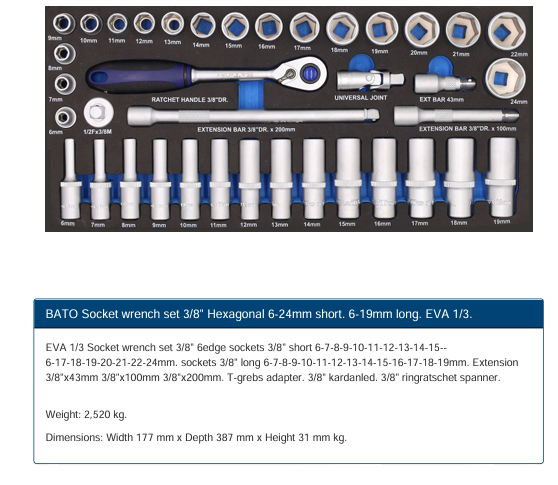 9mm 10mm 11mm 12mm 13mm 14mm 15mm 16mm 17mm 18mm 19mm 20mm 21mm 22mm
8mm
7mm
RATCHET HANDLE 3/8"DR. UNIVERSAL JOINT EXT BAR 43mm 24mm
6mm 1/2Fx3/8M EXTENSION BAR 3/8"DR. x 200mm EXTENSION BAR 3/8"DR. x 100mm
6mm 7mm 8mm 9mm 10mm 11mm 12mm 13mm 14mm 15mm 16mm 17mm 18mm 19mm
BATO Socket wrench set 3/8" Hexagonal 6-24mm short. 6-19mm long. EVA 1/3.
EVA 1/3 Socket wrench set 3/8" 6edge sockets 3/8" short 6-7-8-9-10-11-12-13-14-15--
6-17-18-19-20-21-22-24mm. sockets 3/8" long 6-7-8-9-10-11-12-13-14-15-16-17-18-19mm. Extension
3/8"x43mm 3/8"x100mm 3/8"x200mm. T-grebs adapter. 3/8" kardanled. 3/8" ringratschet spanner.
Weight: 2,520 kg.
Dimensions: Width 177 mm x Depth 387 mm x Height 31 mm kg.